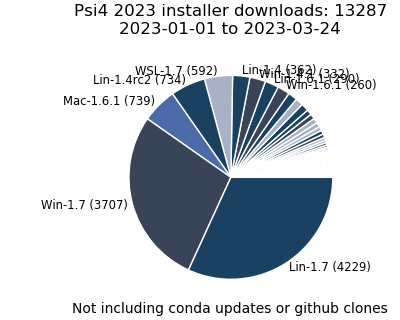 Psi4 2023 installer downloads: 13287
2023-01-01 to 2023-03-24
WSL-1.7 (592)
Lin-1.4 (362)
(332)
(290)
Lin-1.4rc2 (734)
Win-1.6.1 (260)
Mac-1.6.1 (739)
Win-1.7 (3707)
Lin-1.7 (4229)
Not including conda updates or github clones